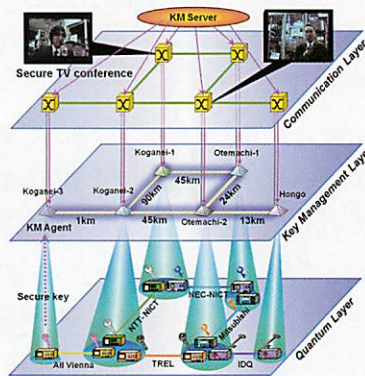 KM Server
Secure TV conference
Communication Layer
Koganei-1
Otemachi-1
Koganei-3
Koganei-2
45km
90km
24km
Hongo
1km
45km
Otemachi-2
13km
KM Agent
Key Management Layer
Secure key
NTT-NICT
NEC-NICT
Mitsubishi
All Vienna
TREL
IDQ
Quantum Layer